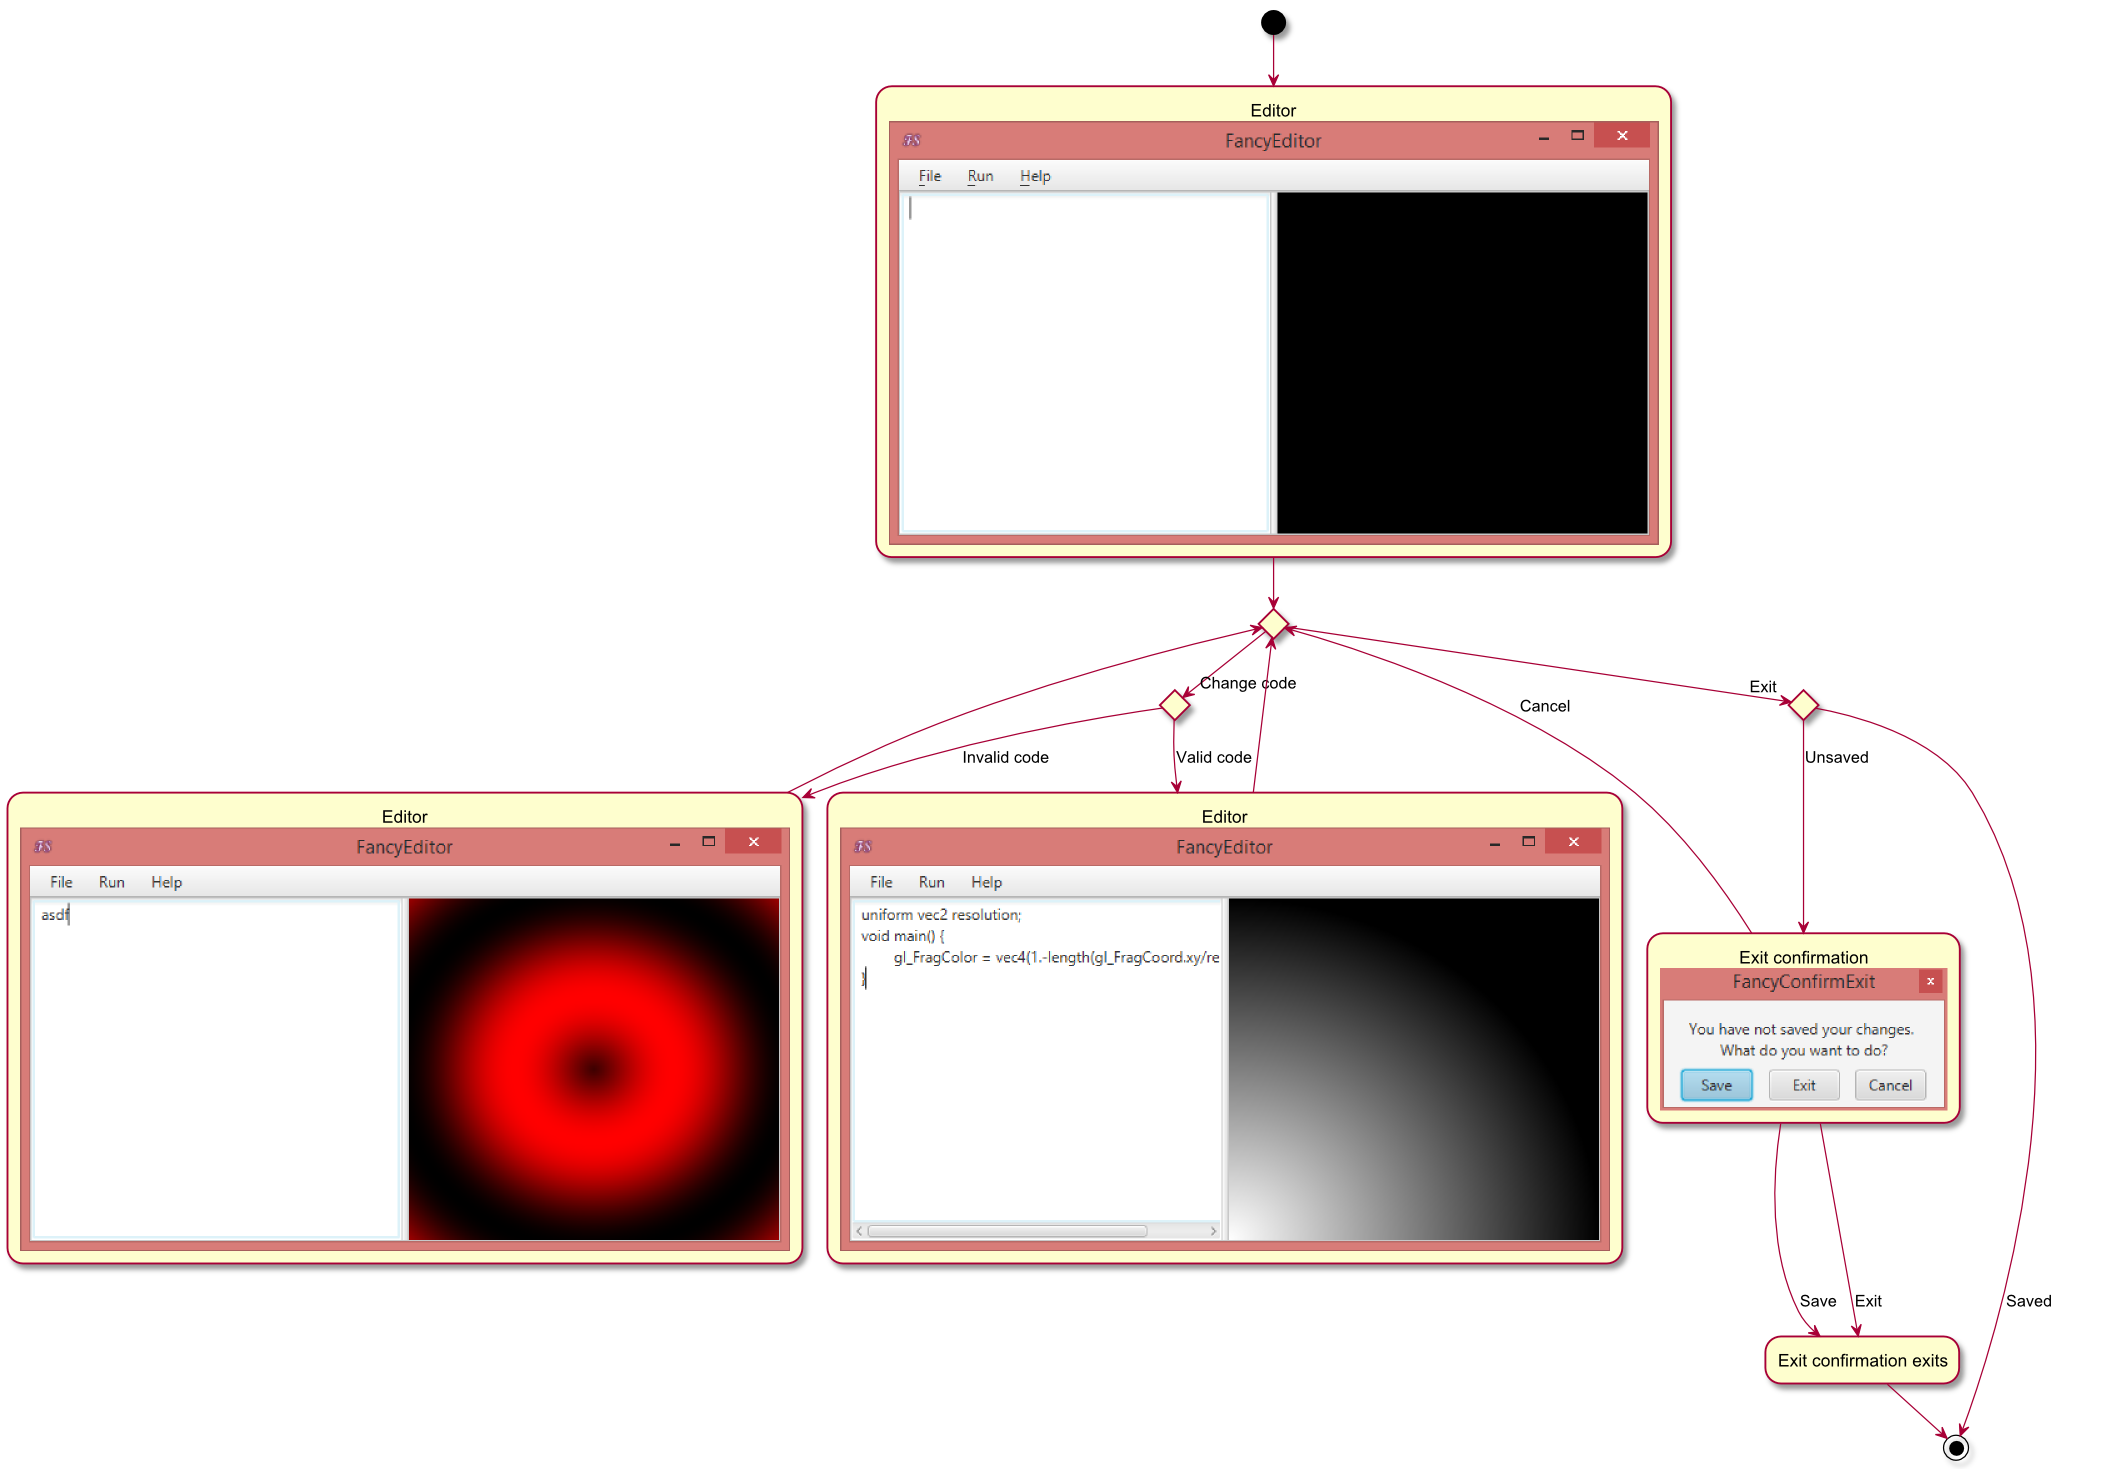 Editor
FancyEditor
File Run Help
Change code
Exit
Cancel
Invalid code
Valid code
Unsaved
Editor
FancyEditor
File Run Help
asdf
Editor
FancyEditor
File Run Help
uniform vec2 resolution;
void main() {
gl_FragColor = vec4(1.-length(gl_FragCoord.xy/re
}
Exit confirmation
FancyConfirmExit
You have not saved your changes.
What do you want to do?
Save Exit Cancel
Save
Exit
Saved
Exit confirmation exits